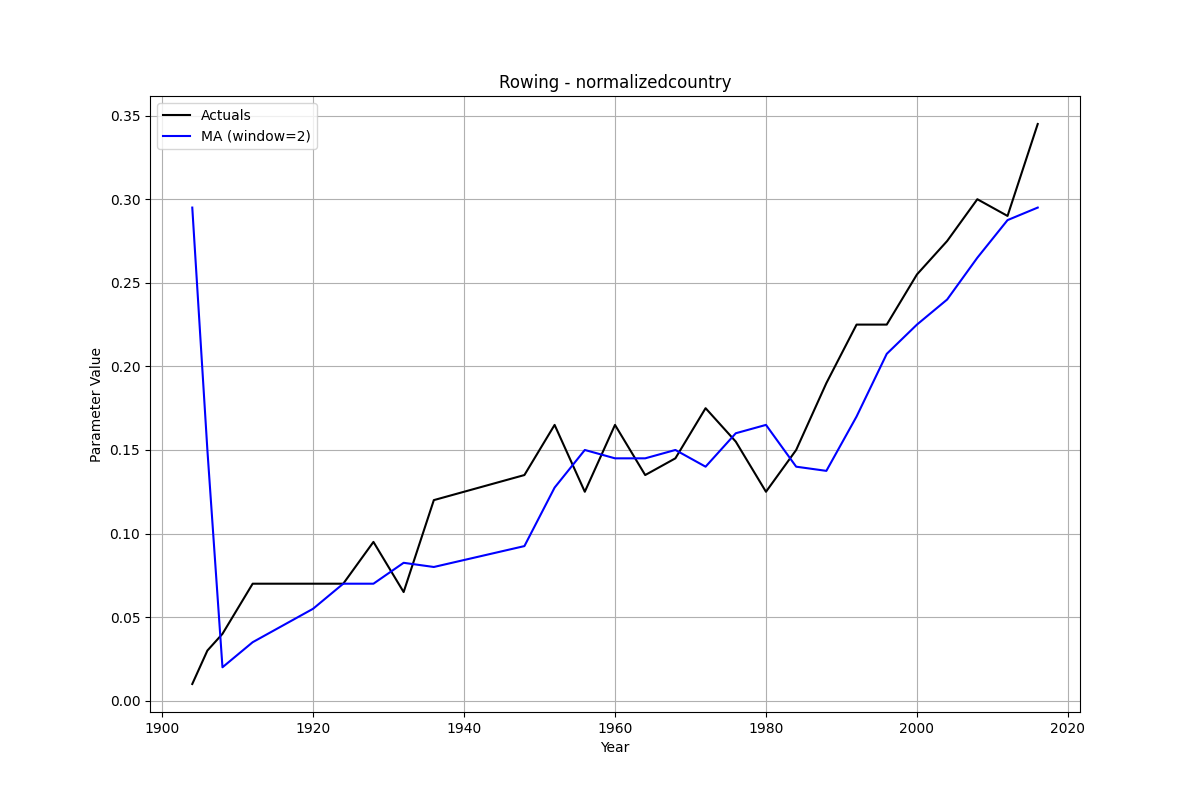 Rowing - normalizedcountry
Actuals
MA (window=2)
0.35
0.30
0.25
0.20
0.15
0.10
0.05
0.00
Parameter Value
1900 1920 1940 1960 1980 2000 2020
Year